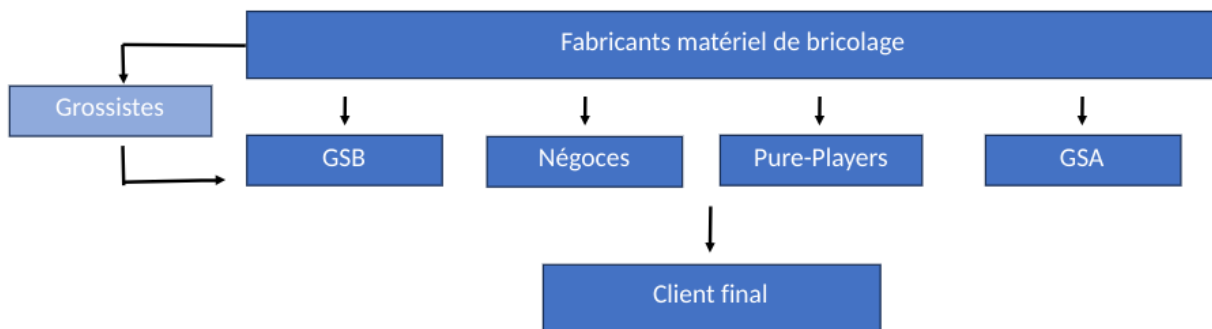 Fabricants matériel de bricolage
Grossistes
GSB
Négoces
Pure-Players
GSA
Client final